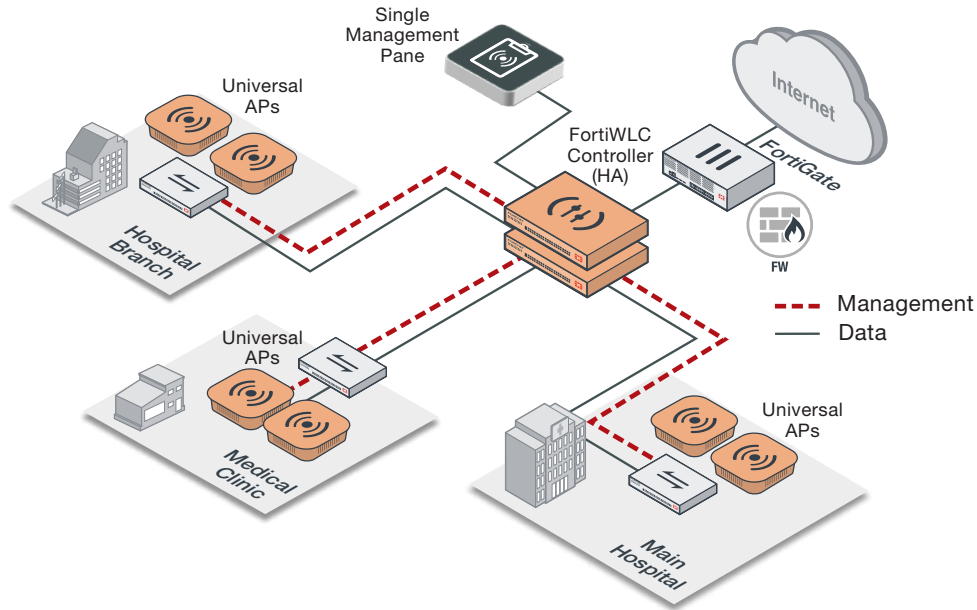 Single
Management
Pane
Universal
APs
Internet
FortiWLC
Controller
(HA)
FortiGate
FW
Hospital
Branch
Management
Data
Universal
APs
Medical
Clinic
Universal
APs
Main
Hospital